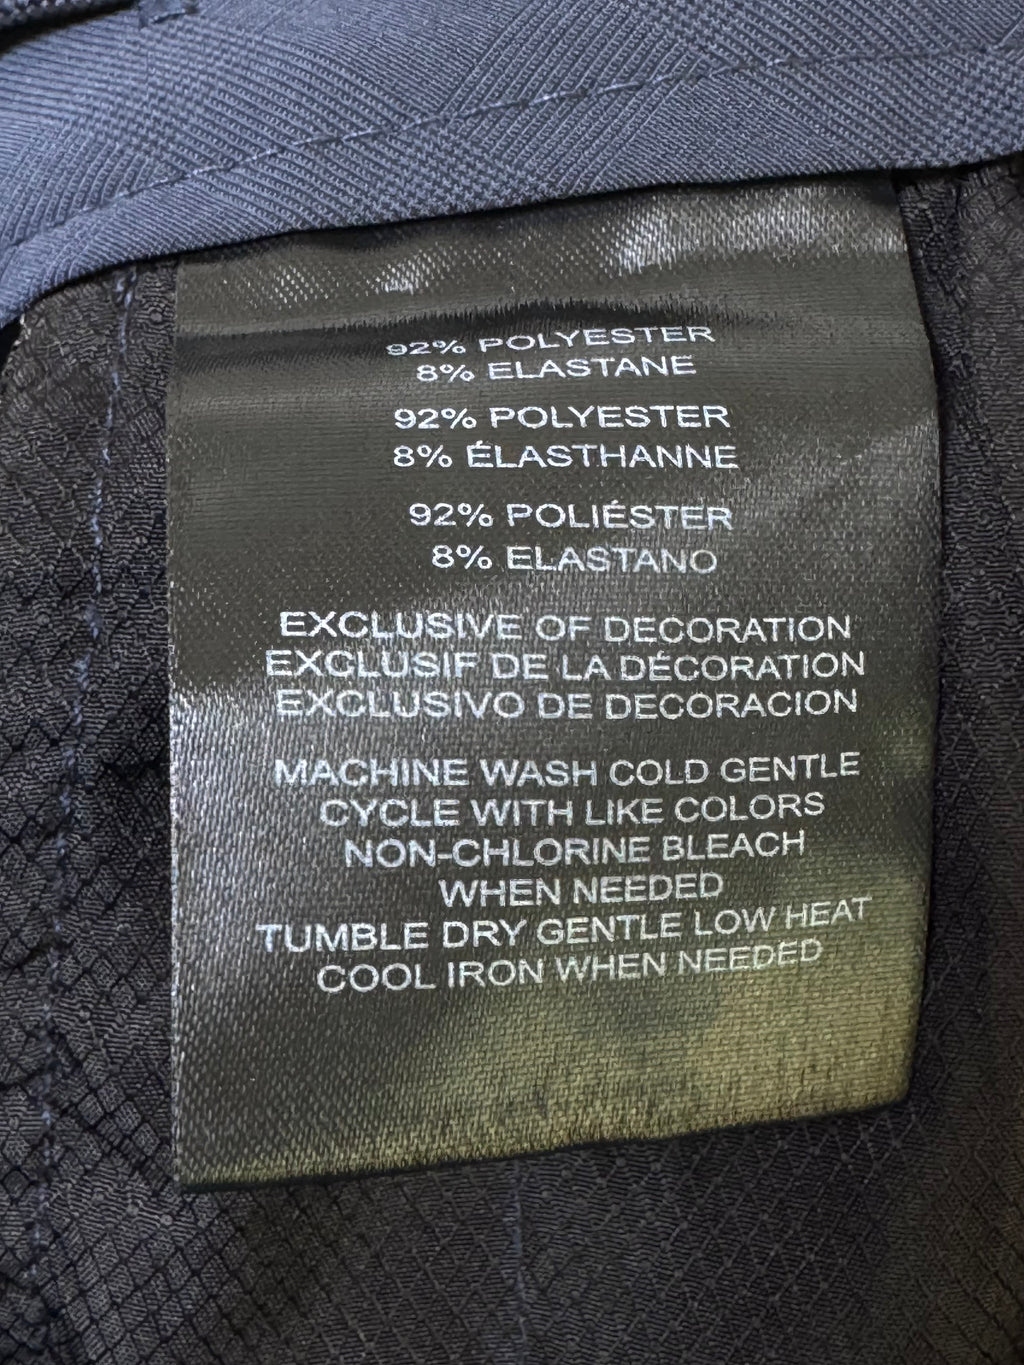 92% POLYESTER
8% ELASTANE
92% POLYESTER
8% ÉLASTHANNE
92% POLIÉSTER
8% ELASTANO
EXCLUSIVE OF DECORATION
EXCLUSIF DE LA DÉCORATION
EXCLUSIVO DE DECORACION
MACHINE WASH COLD GENTLE
CYCLE WITH LIKE COLORS
NON-CHLORINE BLEACH
WHEN NEEDED
TUMBLE DRY GENTLE LOW HEAT
COOL IRON WHEN NEEDED